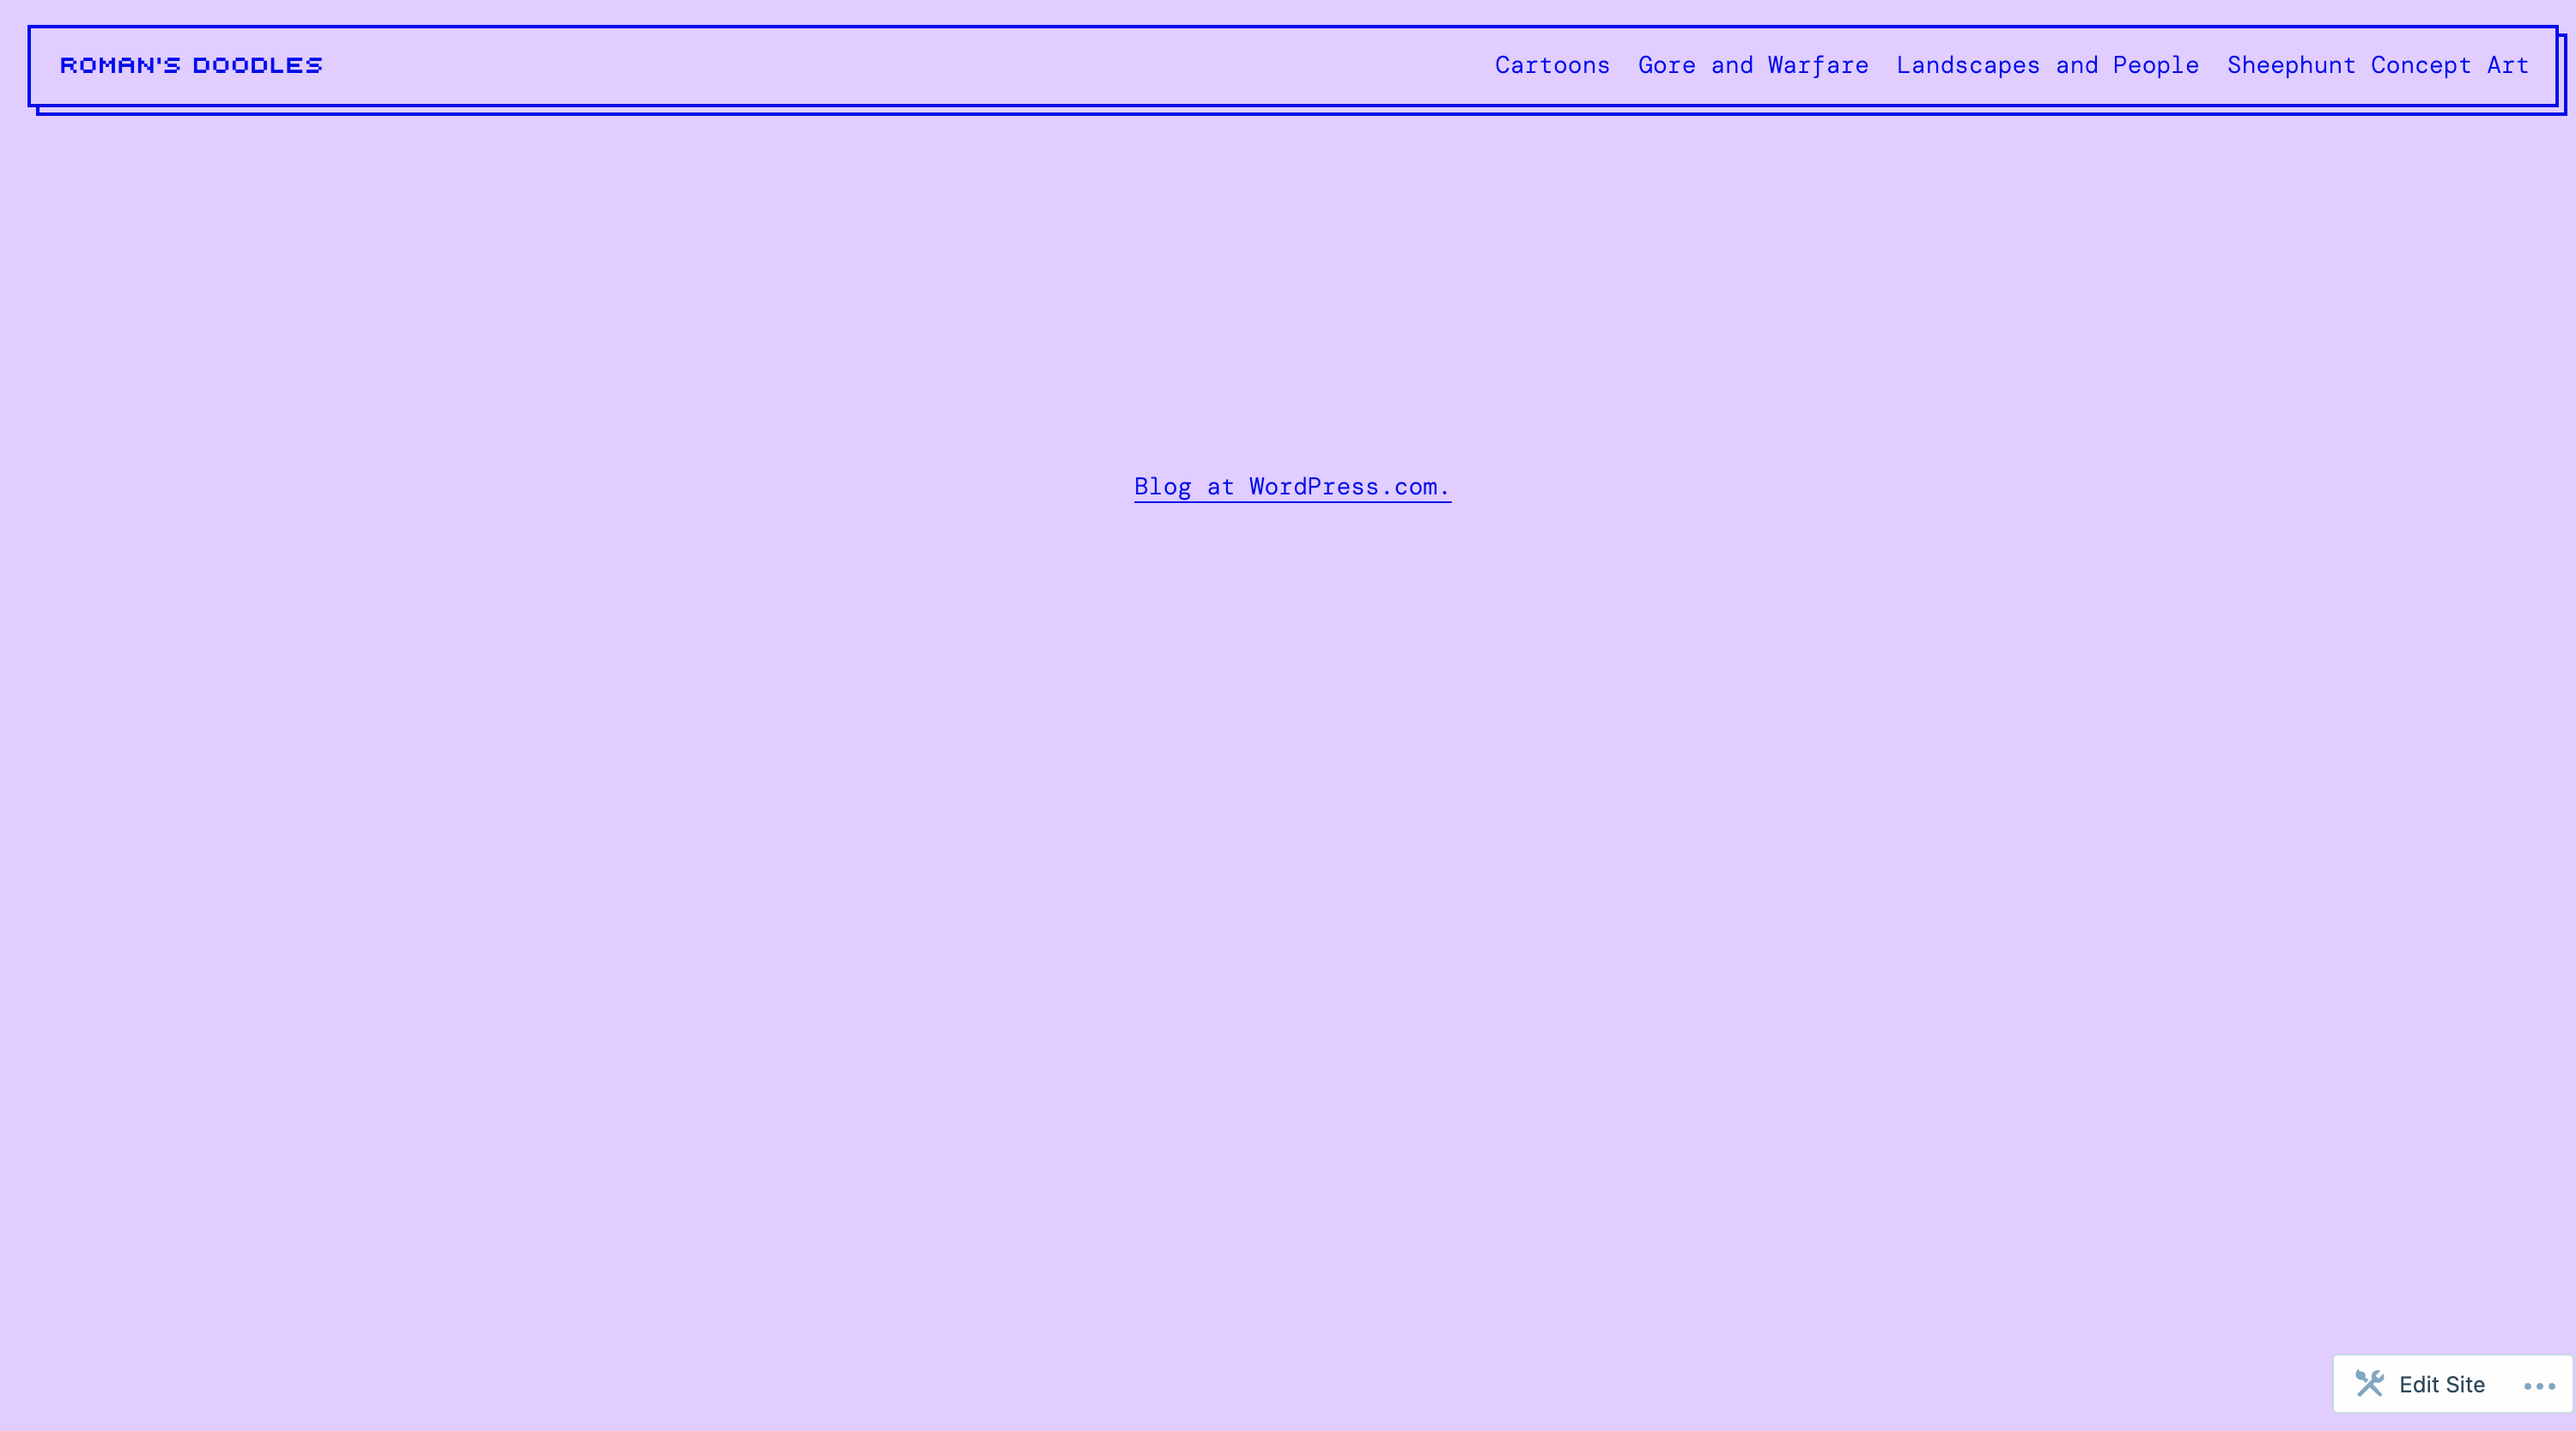 ROMAN'S DOODLES
Cartoons Gore and Warfare Landscapes and People Sheephunt Concept Art
Blog at WordPress.com.
Edit Site